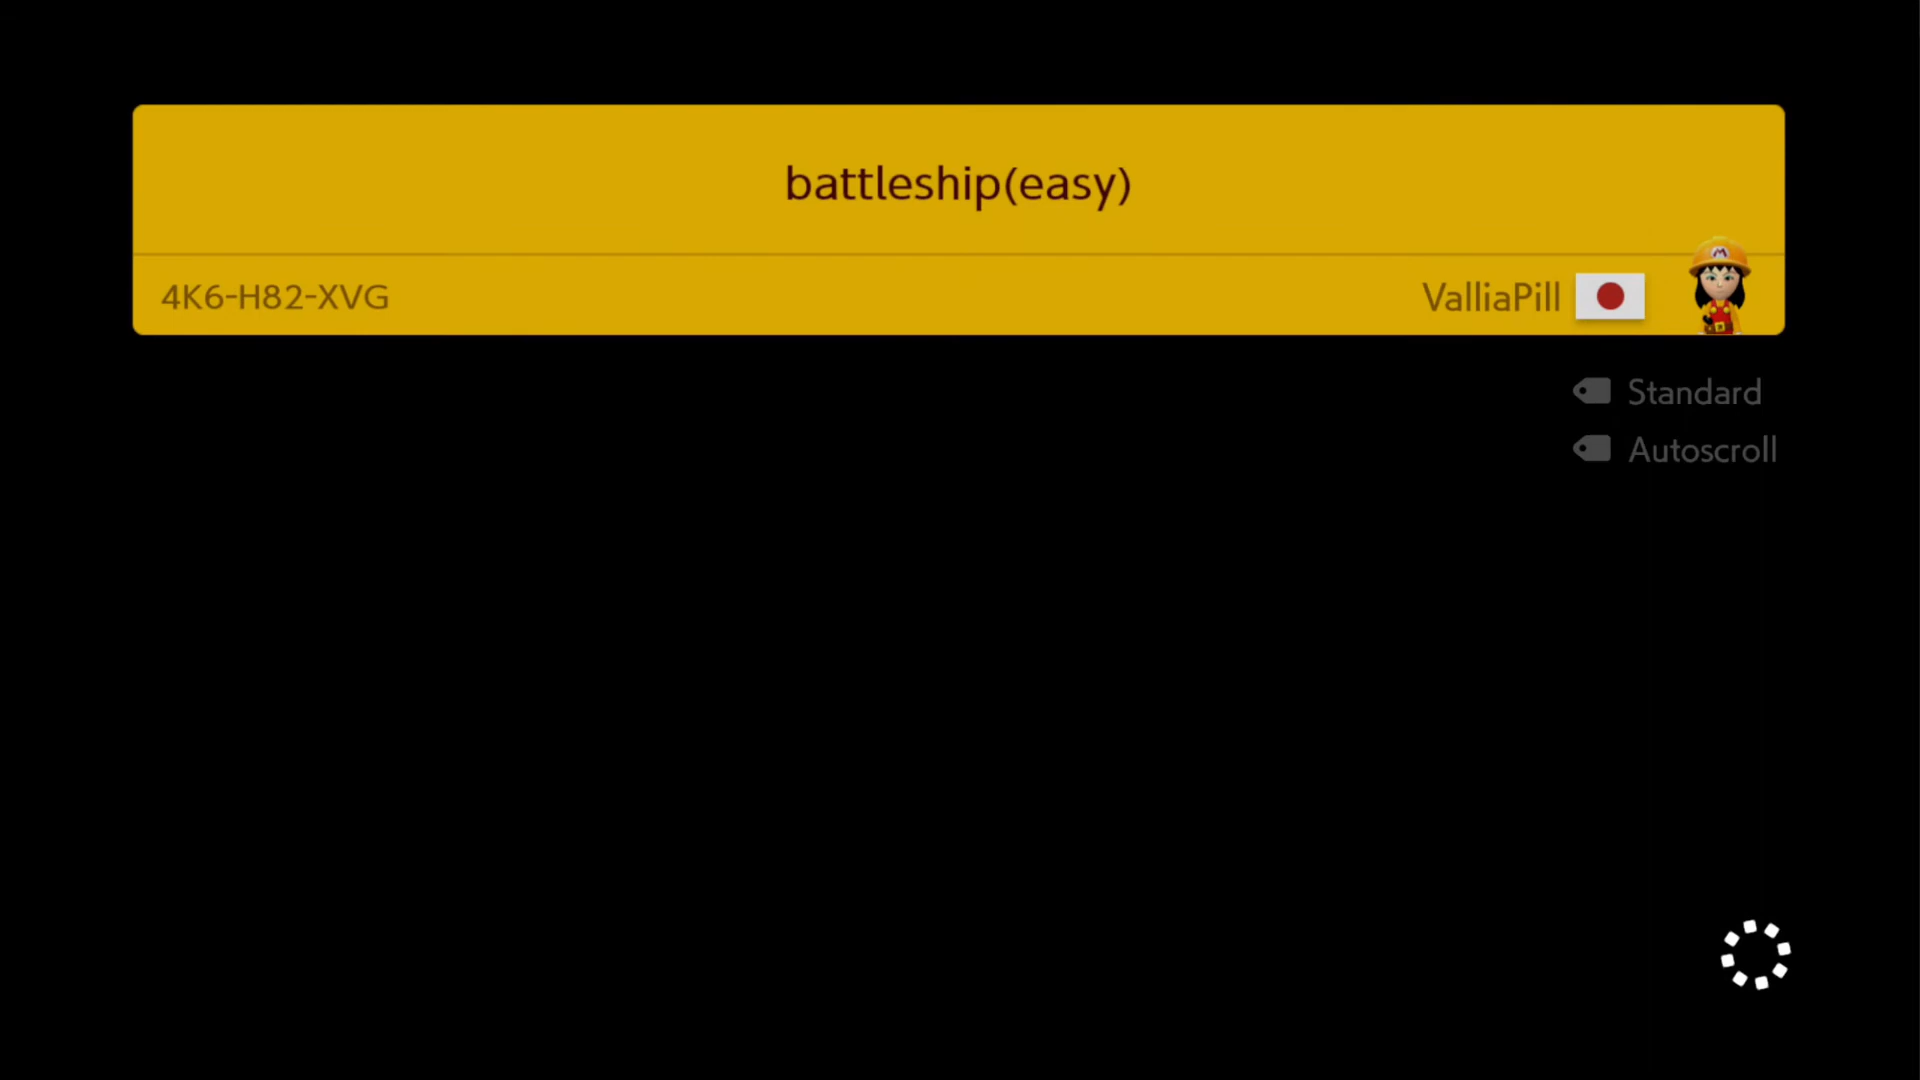 battleship(easy)
4K6-H82-XVG
ValliaPill
Standard
Autoscroll